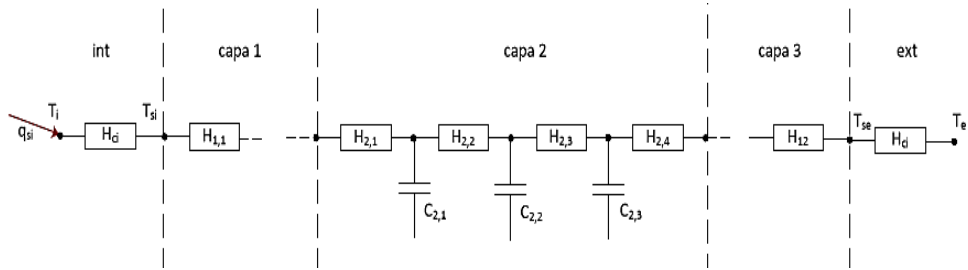 int
capa 1
capa 2
capa 3
ext
T_i
T_si
T_se
T_e
q_si
H_ci
H_1,1
H_2,1
H_2,2
H_2,3
H_2,4
H_12
H_ci
C_2,1
C_2,2
C_2,3